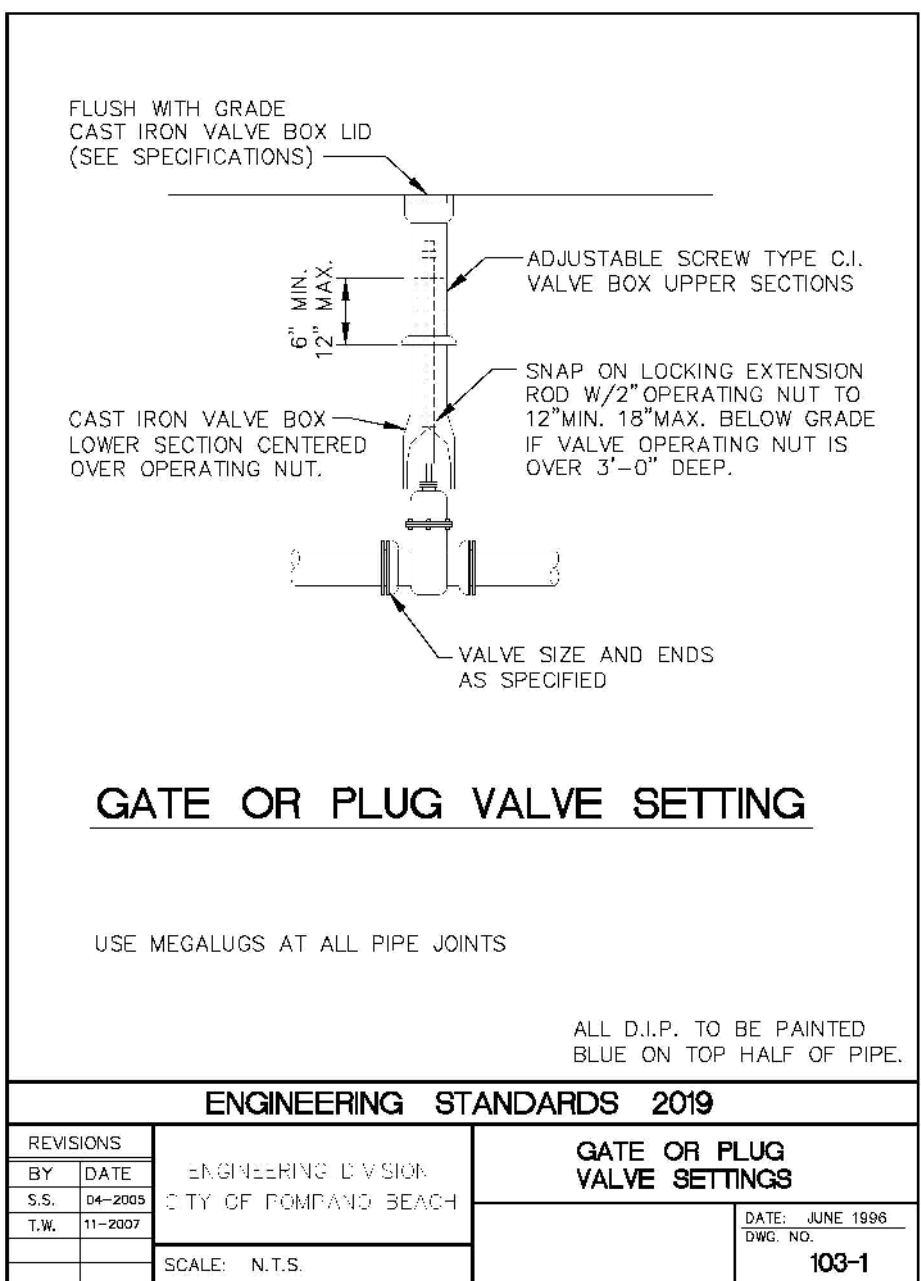 FLUSH WITH GRADE
CAST IRON VALVE BOX LID
(SEE SPECIFICATIONS)
6" MIN.
12" MAX.
ADJUSTABLE SCREW TYPE C.I.
VALVE BOX UPPER SECTIONS
SNAP ON LOCKING EXTENSION
ROD W/2" OPERATING NUT TO
12"MIN. 18"MAX. BELOW GRADE
IF VALVE OPERATING NUT IS
OVER 3'-0" DEEP.
CAST IRON VALVE BOX
LOWER SECTION CENTERED
OVER OPERATING NUT.
VALVE SIZE AND ENDS
AS SPECIFIED
GATE OR PLUG VALVE SETTING
USE MEGALUGS AT ALL PIPE JOINTS
ALL D.I.P. TO BE PAINTED
BLUE ON TOP HALF OF PIPE.
ENGINEERING STANDARDS 2019
REVISIONS
BY DATE
S.S. 04-2005
T.W. 11-2007
ENGINEERING DIVISION
CITY OF POMPANO BEACH
SCALE: N.T.S.
GATE OR PLUG
VALVE SETTINGS
DATE: JUNE 1996
DWG. NO.
103-1